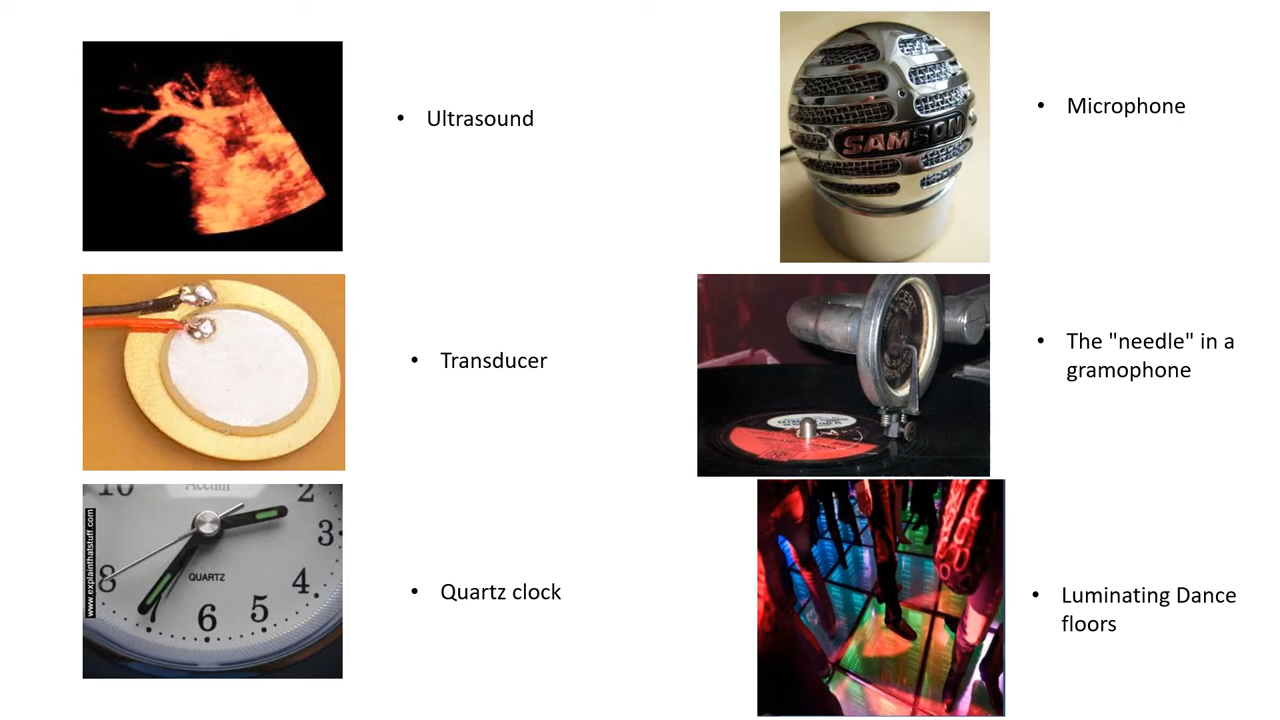 • Ultrasound
SAMSON
• Microphone
• Transducer
• The "needle" in a
gramophone
10
2
3
4
5
6
8
QUARTZ
www.explainthatstuff.com
• Quartz clock
• Luminating Dance
floors